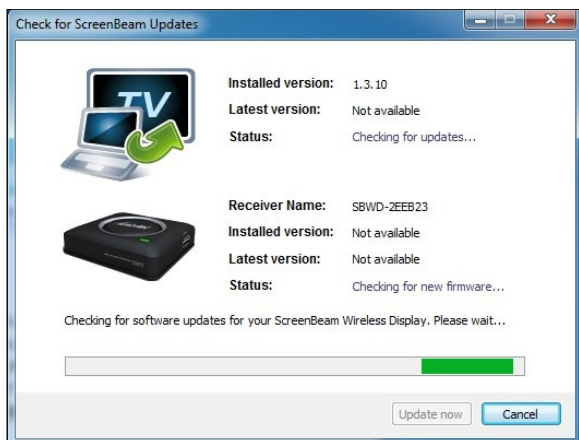 Check for ScreenBeam Updates
TV
Installed version: 1.3.10
Latest version: Not available
Status: Checking for updates...
Receiver Name: SBWD-2EEB23
Installed version: Not available
Latest version: Not available
Status: Checking for new firmware...
Checking for software updates for your ScreenBeam Wireless Display. Please wait...
Update now Cancel